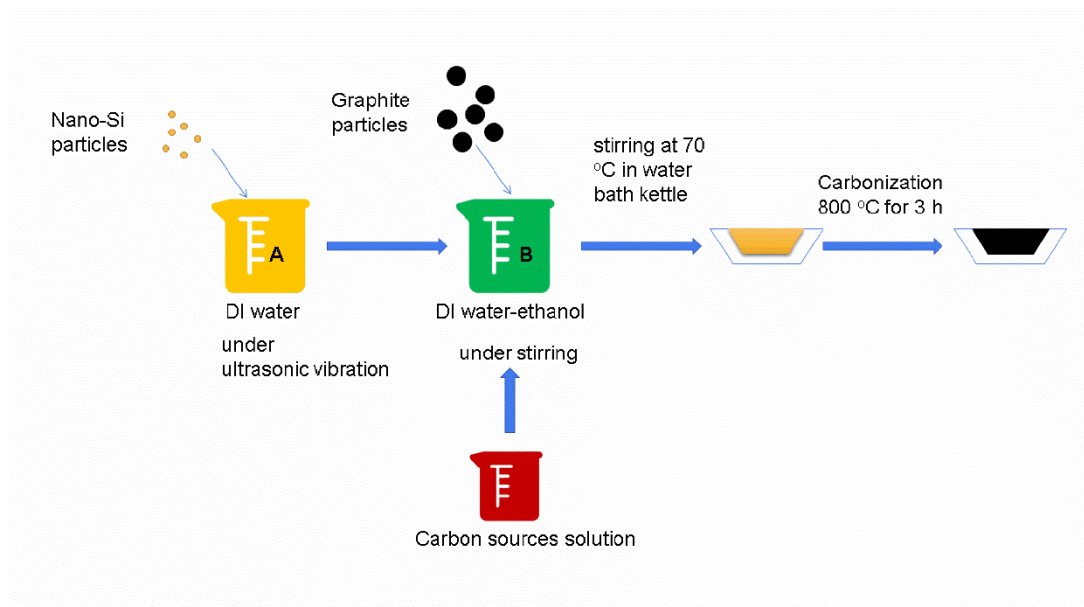 Nano-Si
particles
Graphite
particles
stirring at 70
°C in water
bath kettle
Carbonization
800 °C for 3 h
A
B
DI water
under
ultrasonic vibration
DI water-ethanol
under stirring
Carbon sources solution